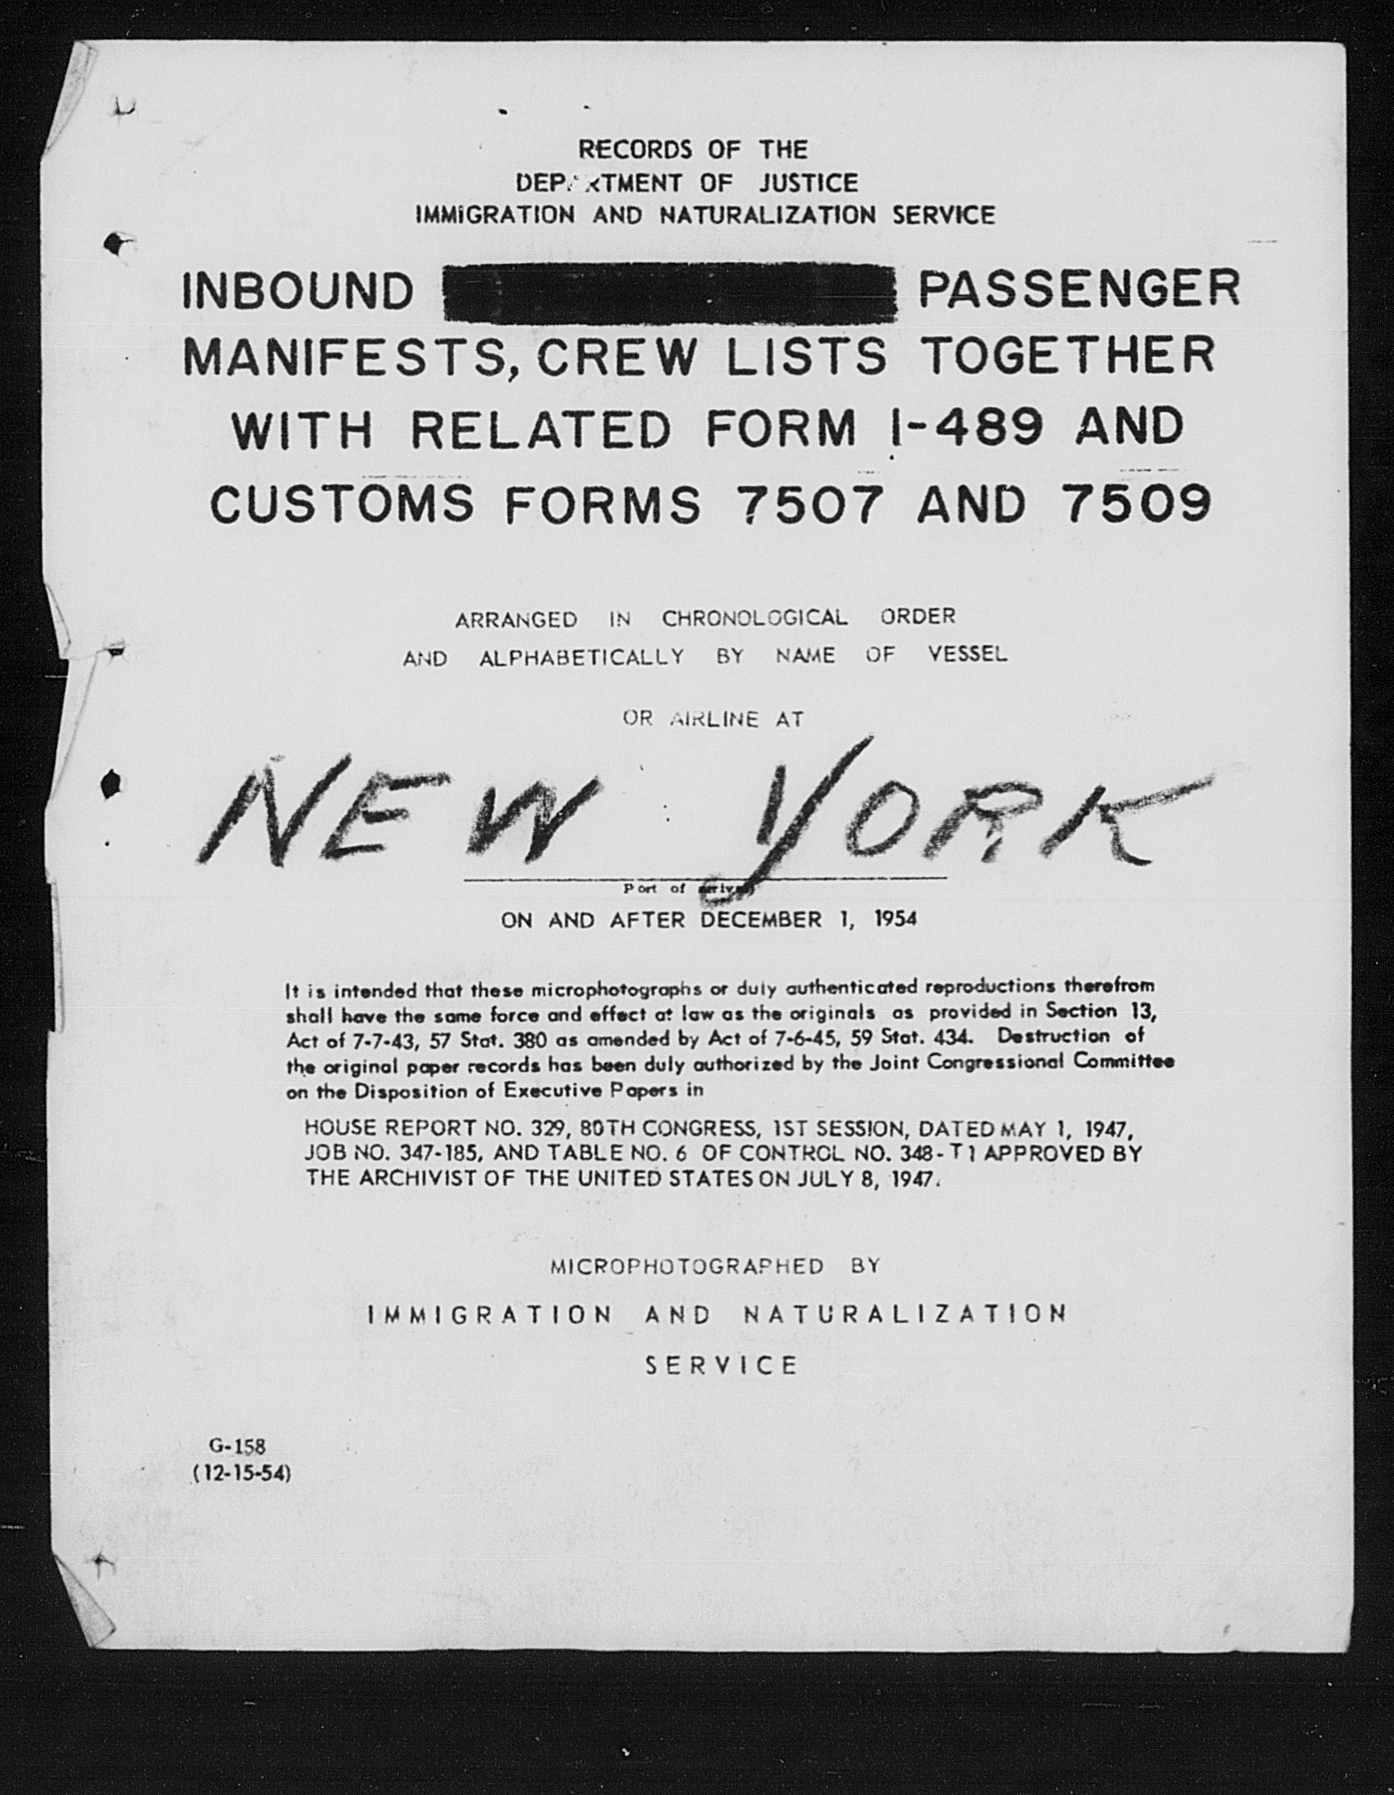 RECORDS OF THE
DEPARTMENT OF JUSTICE
IMMIGRATION AND NATURALIZATION SERVICE
INBOUND PASSENGER
MANIFESTS, CREW LISTS TOGETHER
WITH RELATED FORM I-489 AND
CUSTOMS FORMS 7507 AND 7509
ARRANGED IN CHRONOLOGICAL ORDER
AND ALPHABETICALLY BY NAME OF VESSEL
OR AIRLINE AT
NEW YORK
Port of arrival
ON AND AFTER DECEMBER 1, 1954
It is intended that these microphotographs or duly authenticated reproductions therefrom
shall have the same force and effect at law as the originals as provided in Section 13,
Act of 7-7-43, 57 Stat. 380 as amended by Act of 7-6-45, 59 Stat. 434. Destruction of
the original paper records has been duly authorized by the Joint Congressional Committee
on the Disposition of Executive Papers in
HOUSE REPORT NO. 329, 80TH CONGRESS, 1ST SESSION, DATED MAY 1, 1947,
JOB NO. 347-185, AND TABLE NO. 6 OF CONTROL NO. 348-T1 APPROVED BY
THE ARCHIVIST OF THE UNITED STATES ON JULY 8, 1947.
MICROPHOTOGRAPHED BY
IMMIGRATION AND NATURALIZATION
SERVICE
G-158
(12-15-54)